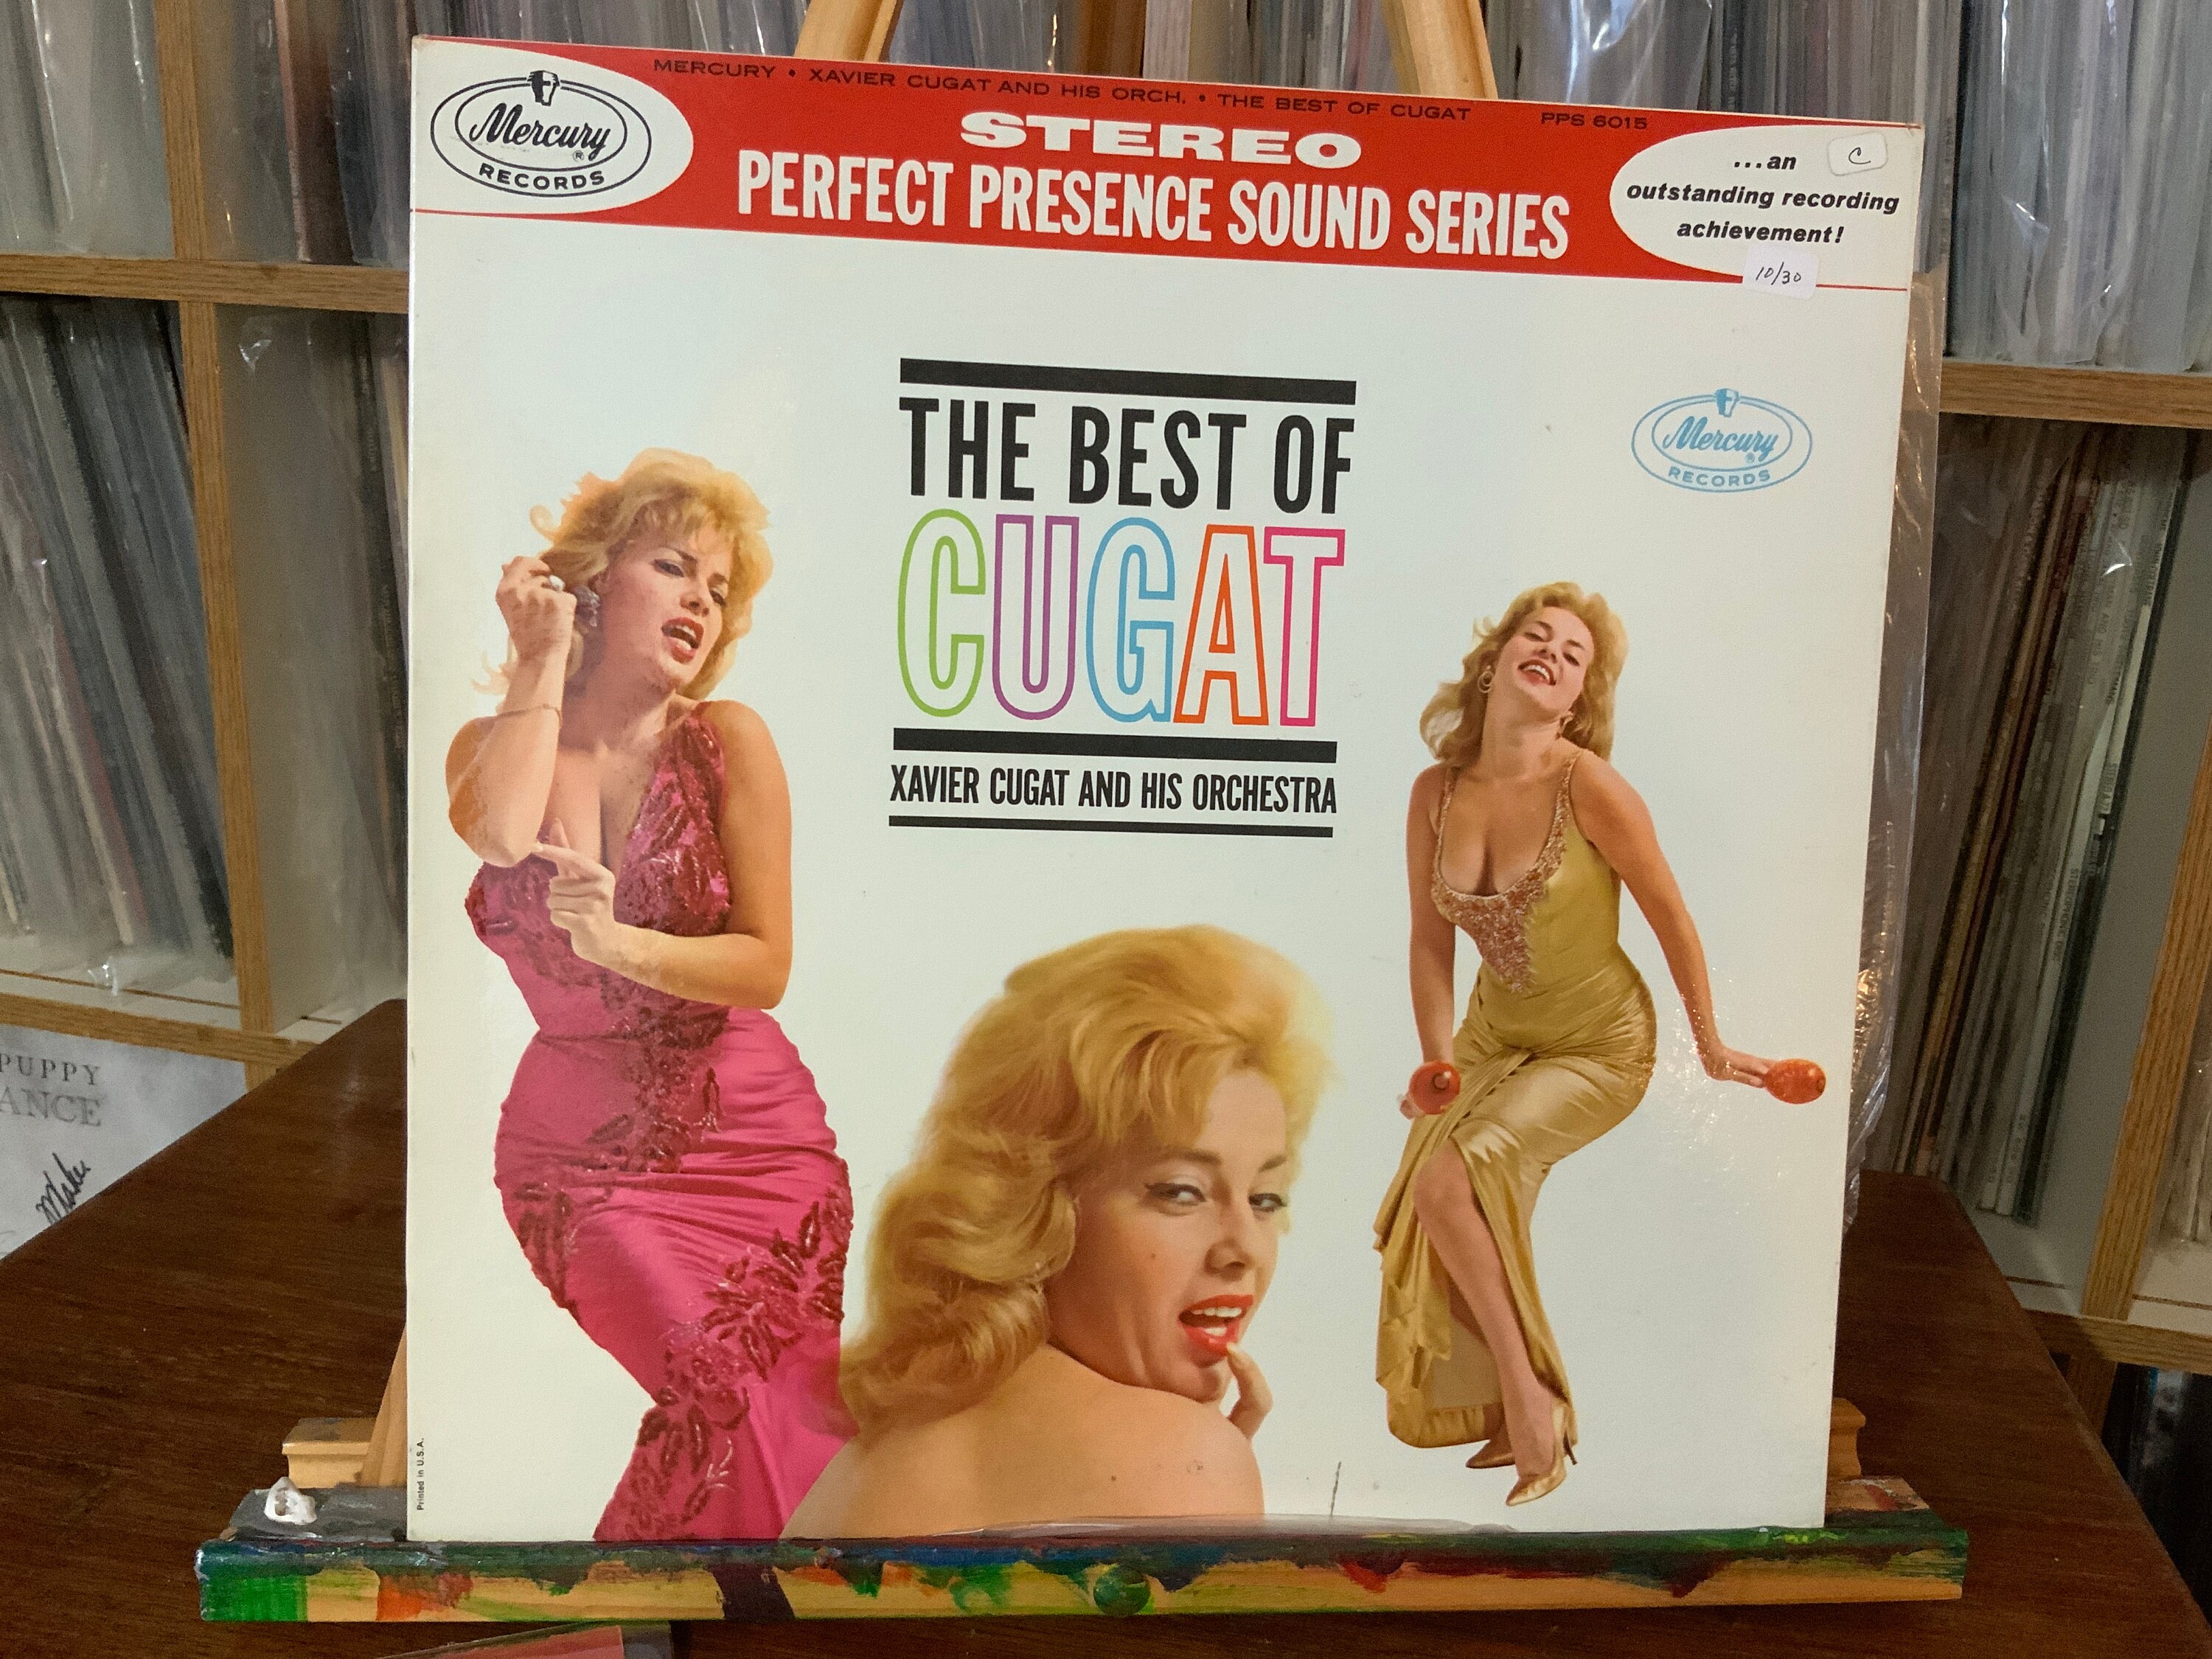 MERCURY • XAVIER CUGAT AND HIS ORCH. • THE BEST OF CUGAT PPS 6015
Mercury
®
RECORDS
STEREO
PERFECT PRESENCE SOUND SERIES
...an
outstanding recording
achievement!
C
10/30
THE BEST OF
CUGAT
XAVIER CUGAT AND HIS ORCHESTRA
Mercury
®
RECORDS
Printed in U.S.A.
PUPPY
ANCE